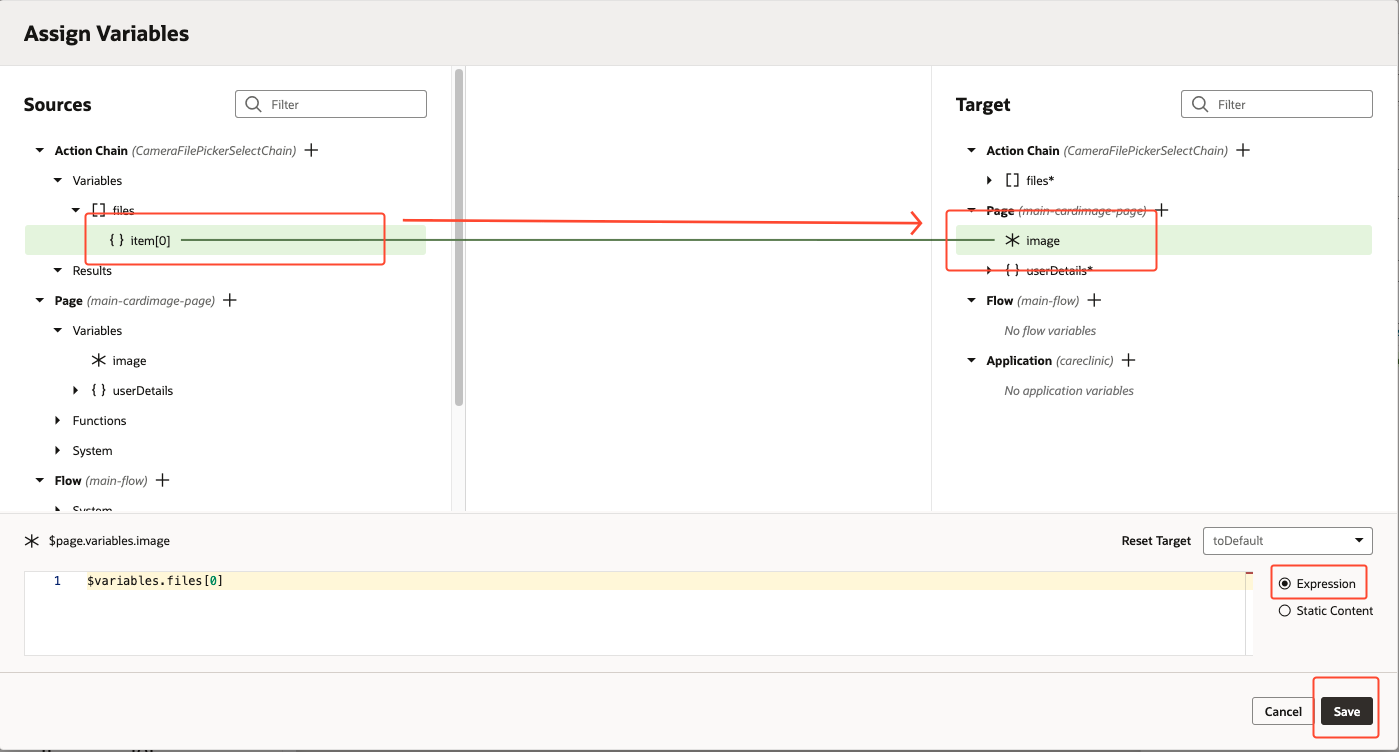 Assign Variables
Sources
Filter
Action Chain (CameraFilePickerSelectChain)
Variables
files
item[0]
Results
Page (main-cardimage-page)
Variables
image
userDetails
Functions
System
Flow (main-flow)
System
Target
Filter
Action Chain (CameraFilePickerSelectChain)
files*
Page (main-cardimage-page)
image
userDetails*
Flow (main-flow)
No flow variables
Application (careclinic)
No application variables
$page.variables.image
Reset Target
toDefault
1 $variables.files[0]
Expression
Static Content
Cancel
Save